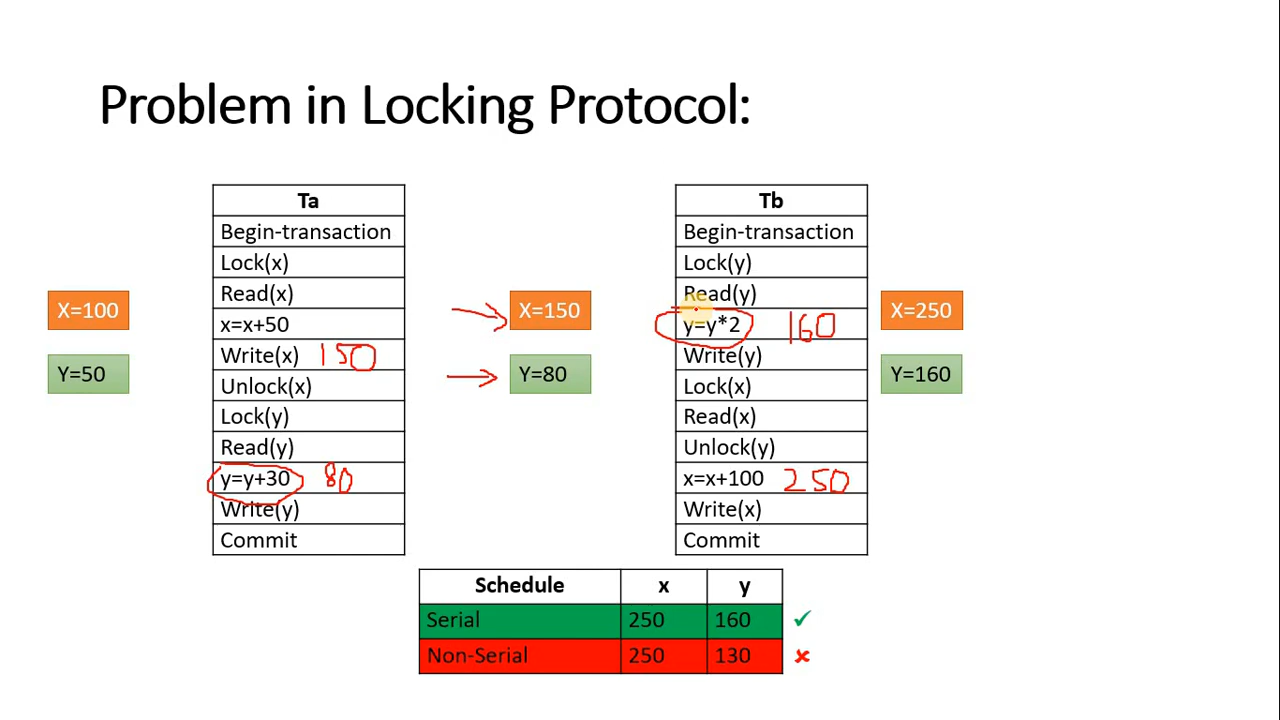 Problem in Locking Protocol:
Ta
Begin-transaction
Lock(x)
Read(x)
x=x+50
Write(x) 150
Unlock(x)
Lock(y)
Read(y)
y=y+30 80
Write(y)
Commit
X=100
Y=50
X=150
Y=80
Tb
Begin-transaction
Lock(y)
Read(y)
y=y*2 160
Write(y)
Lock(x)
Read(x)
Unlock(y)
x=x+100 250
Write(x)
Commit
X=250
Y=160
Schedule x y
Serial 250 160 ✓
Non-Serial 250 130 ✘